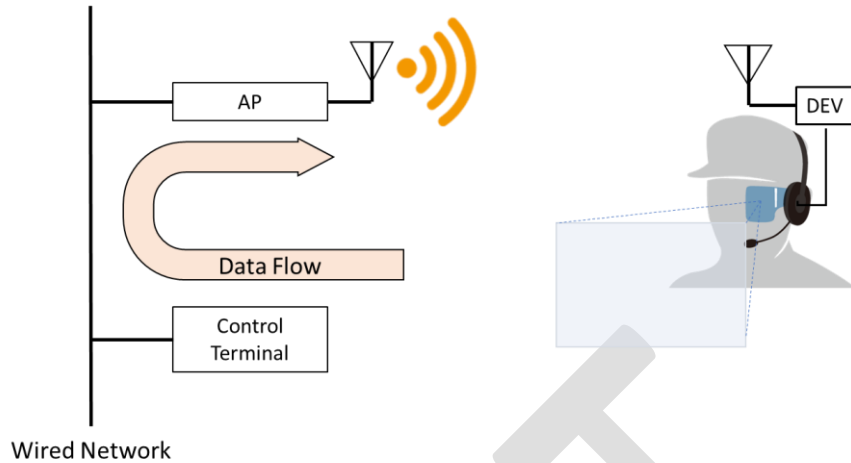 AP
DEV
Data Flow
Control
Terminal
Wired Network